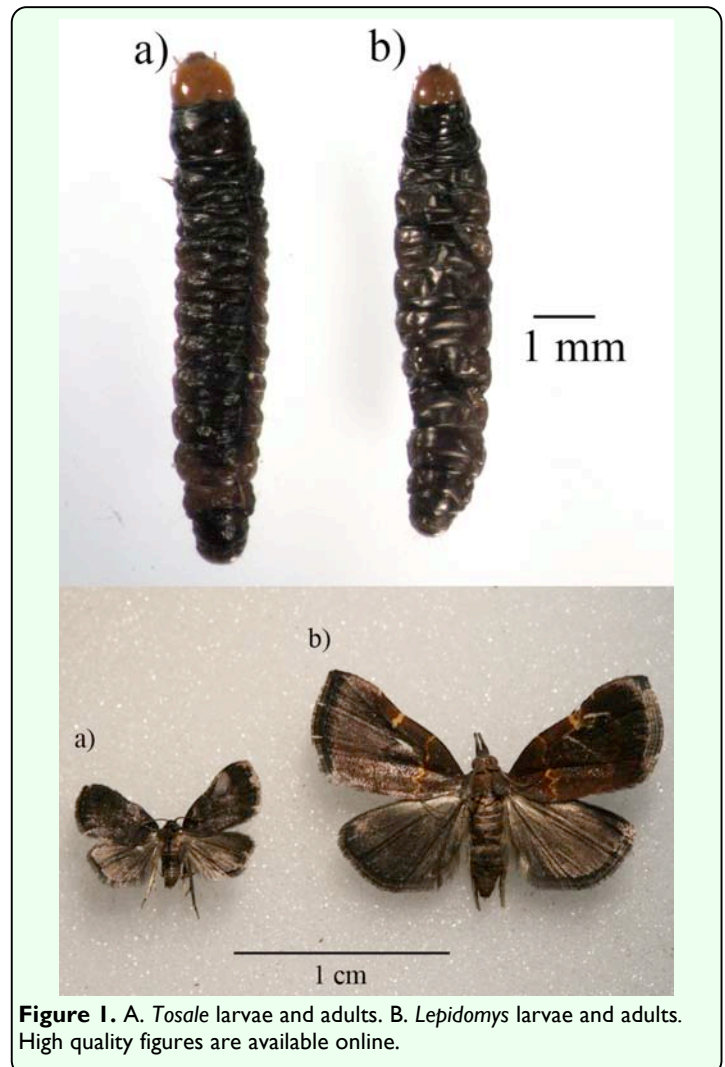 a)
b)
1 mm
b)
a)
1 cm
Figure 1. A. Tosale larvae and adults. B. Lepidomys larvae and adults.
High quality figures are available online.